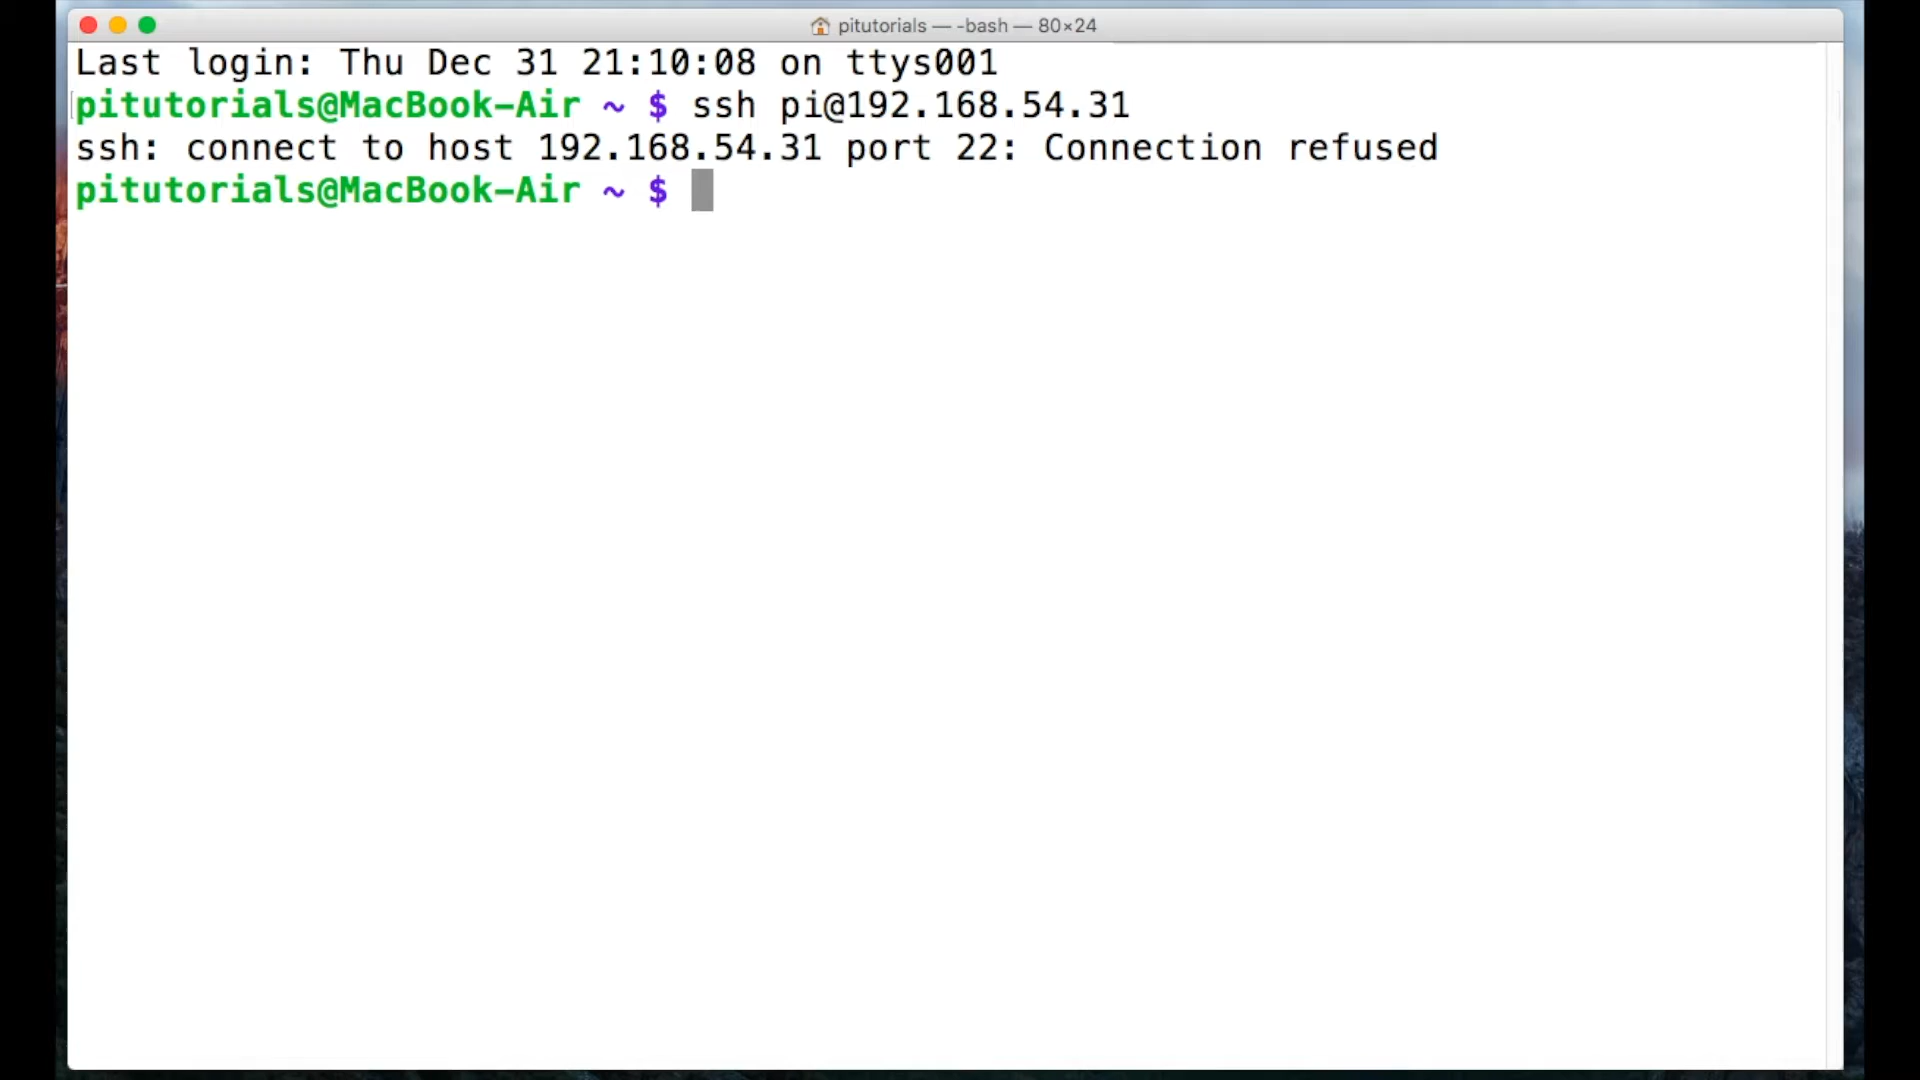 pitutorials — -bash — 80×24
Last login: Thu Dec 31 21:10:08 on ttys001
pitutorials@MacBook-Air ~ $ ssh pi@192.168.54.31
ssh: connect to host 192.168.54.31 port 22: Connection refused
pitutorials@MacBook-Air ~ $